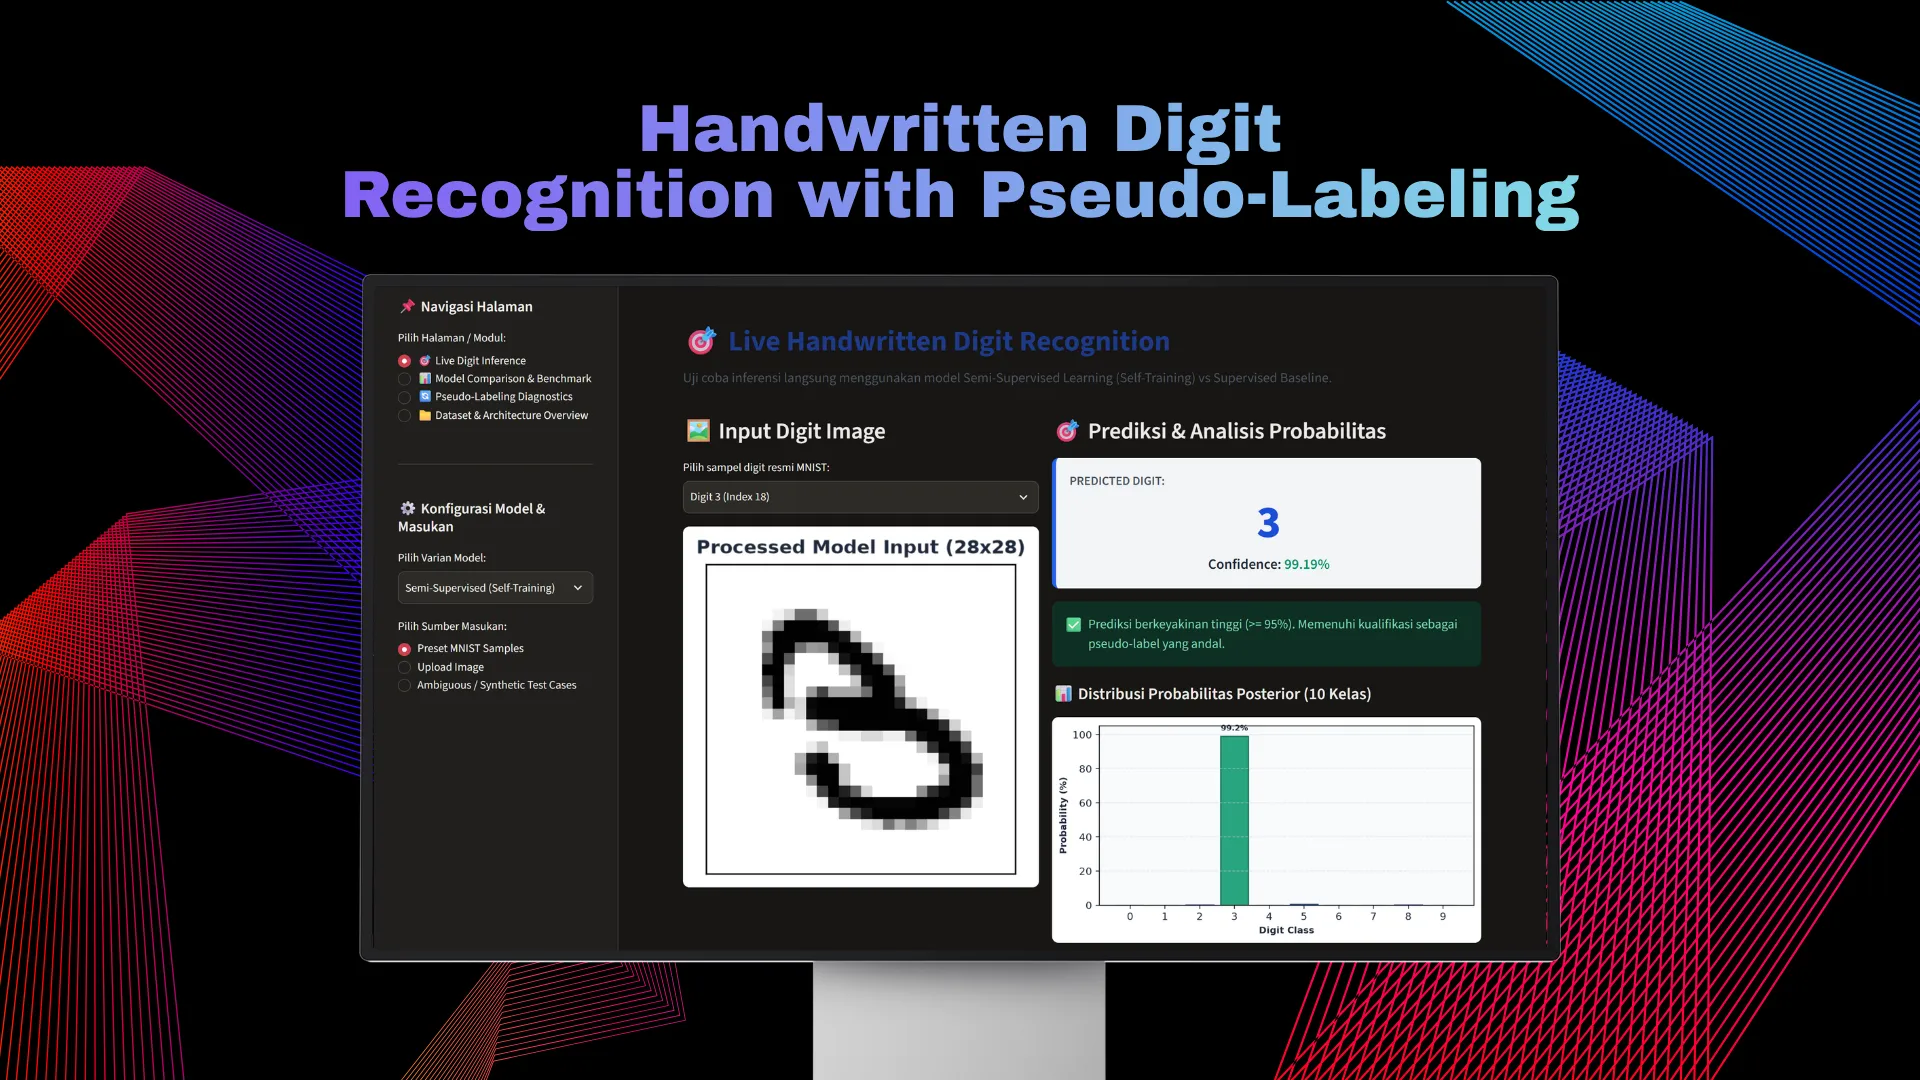 Handwritten Digit
Recognition with Pseudo-Labeling
Navigasi Halaman
Pilih Halaman / Modul:
Live Digit Inference
Model Comparison & Benchmark
Pseudo-Labeling Diagnostics
Dataset & Architecture Overview
Konfigurasi Model &
Masukan
Pilih Varian Model:
Semi-Supervised (Self-Training)
Pilih Sumber Masukan:
Preset MNIST Samples
Upload Image
Ambiguous / Synthetic Test Cases
Live Handwritten Digit Recognition
Uji coba inferensi langsung menggunakan model Semi-Supervised Learning (Self-Training) vs Supervised Baseline.
Input Digit Image
Pilih sampel digit resmi MNIST:
Digit 3 (Index 18)
Processed Model Input (28x28)
3
Prediksi & Analisis Probabilitas
PREDICTED DIGIT:
3
Confidence: 99.19%
Prediksi berkeyakinan tinggi (>= 95%). Memenuhi kualifikasi sebagai
pseudo-label yang andal.
Distribusi Probabilitas Posterior (10 Kelas)
99.2%
100
80
60
40
20
0
Probability (%)
0 1 2 3 4 5 6 7 8 9
Digit Class